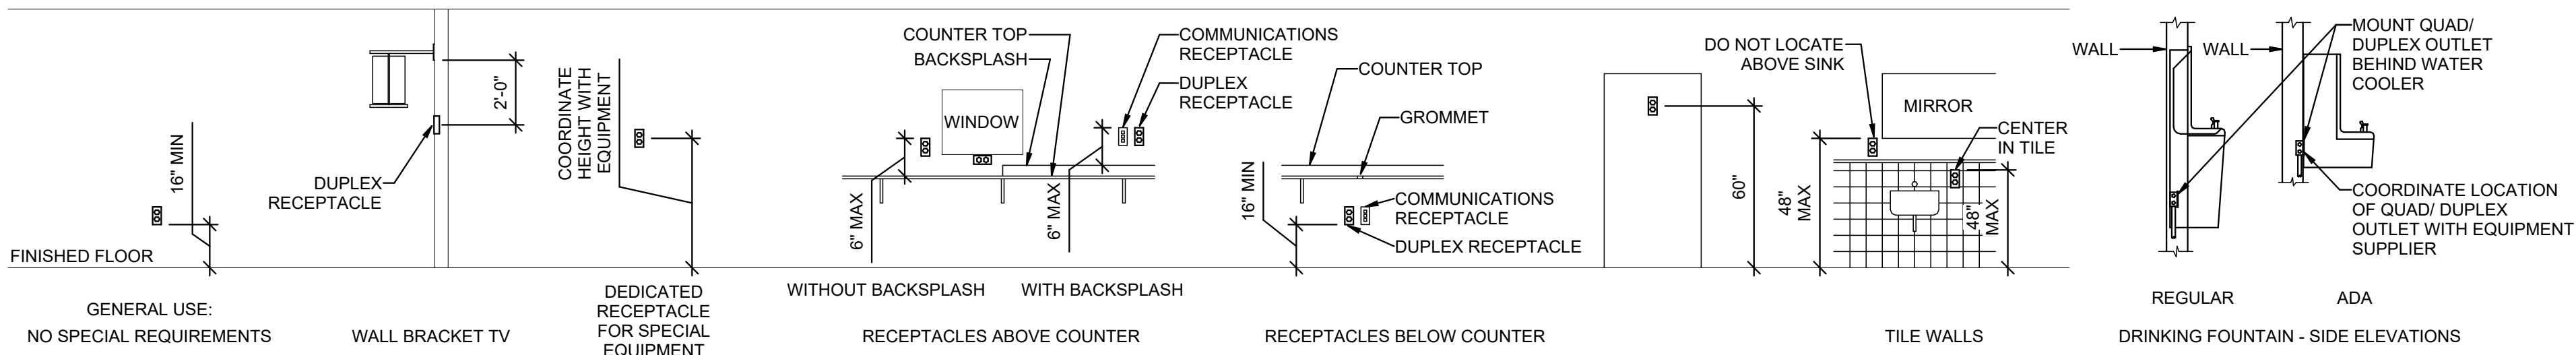 16" MIN
FINISHED FLOOR
GENERAL USE:
NO SPECIAL REQUIREMENTS
2'-0"
DUPLEX
RECEPTACLE
WALL BRACKET TV
COORDINATE
HEIGHT WITH
EQUIPMENT
DEDICATED
RECEPTACLE
FOR SPECIAL
EQUIPMENT
COUNTER TOP
BACKSPLASH
WINDOW
COMMUNICATIONS
RECEPTACLE
DUPLEX
RECEPTACLE
6" MAX
6" MAX
WITHOUT BACKSPLASH
WITH BACKSPLASH
RECEPTACLES ABOVE COUNTER
COUNTER TOP
GROMMET
16" MIN
COMMUNICATIONS
RECEPTACLE
DUPLEX RECEPTACLE
RECEPTACLES BELOW COUNTER
60"
DO NOT LOCATE
ABOVE SINK
MIRROR
CENTER
IN TILE
48"
MAX
48"
MAX
TILE WALLS
WALL
WALL
MOUNT QUAD/
DUPLEX OUTLET
BEHIND WATER
COOLER
COORDINATE LOCATION
OF QUAD/ DUPLEX
OUTLET WITH EQUIPMENT
SUPPLIER
REGULAR
ADA
DRINKING FOUNTAIN - SIDE ELEVATIONS